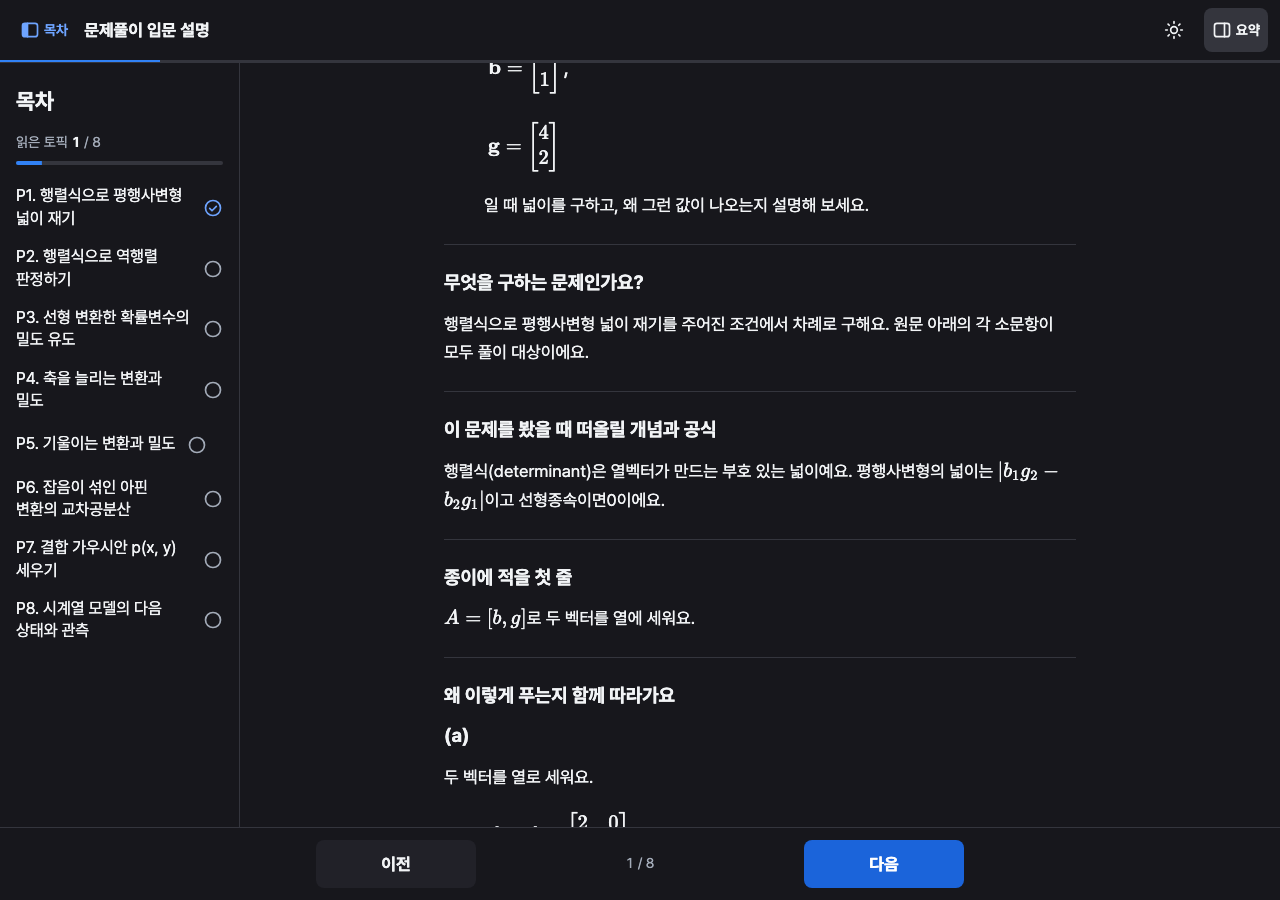 목차
문제풀이 입문 설명
요약
목차
읽은 토픽 1 / 8
P1. 행렬식으로 평행사변형
넓이 재기
P2. 행렬식으로 역행렬
판정하기
P3. 선형 변환한 확률변수의
밀도 유도
P4. 축을 늘리는 변환과
밀도
P5. 기울이는 변환과 밀도
P6. 잡음이 섞인 아핀
변환의 교차공분산
P7. 결합 가우시안 p(x, y)
세우기
P8. 시계열 모델의 다음
상태와 관측
b = [1],
g = [4
2]
일 때 넓이를 구하고, 왜 그런 값이 나오는지 설명해 보세요.
무엇을 구하는 문제인가요?
행렬식으로 평행사변형 넓이 재기를 주어진 조건에서 차례로 구해요. 원문 아래의 각 소문항이
모두 풀이 대상이에요.
이 문제를 봤을 때 떠올릴 개념과 공식
행렬식(determinant)은 열벡터가 만드는 부호 있는 넓이예요. 평행사변형의 넓이는 |b₁g₂ −
b₂g₁|이고 선형종속이면0이에요.
종이에 적을 첫 줄
A = [b, g]로 두 벡터를 열에 세워요.
왜 이렇게 푸는지 함께 따라가요
(a)
두 벡터를 열로 세워요.
[2 0]
이전
1 / 8
다음